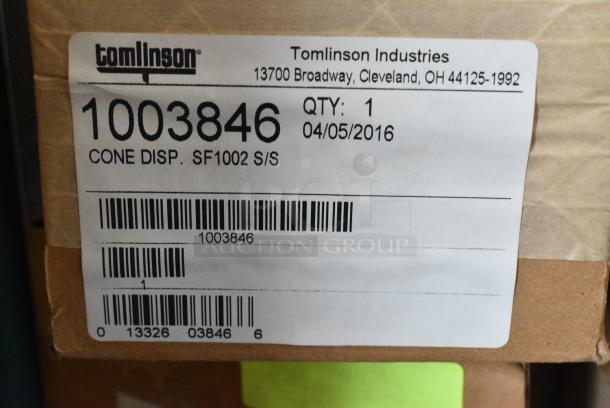 tomlinson®
Tomlinson Industries
13700 Broadway, Cleveland, OH 44125-1992
1003846
QTY: 1
04/05/2016
CONE DISP. SF1002 S/S
1003846
AUCTION GROUP
1
0 13326 03846 6